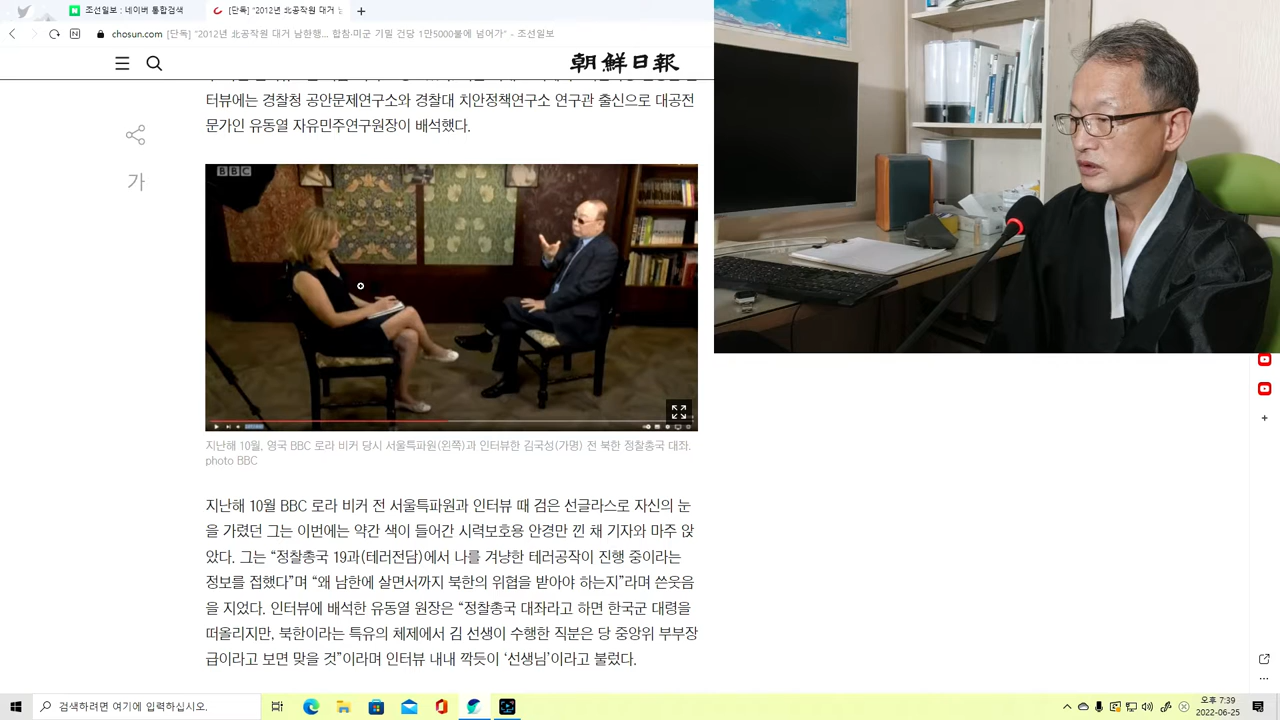 조선일보 : 네이버 통합검색
[단독] "2012년 北공작원 대거 남
chosun.com [단독] "2012년 北공작원 대거 남한행... 합참·미군 기밀 건당 1만5000불에 넘어가" - 조선일보
朝鮮日報
터뷰에는 경찰청 공안문제연구소와 경찰대 치안정책연구소 연구관 출신으로 대공전
문가인 유동열 자유민주연구원장이 배석했다.
가
BBC
지난해 10월, 영국 BBC 로라 비커 당시 서울특파원(왼쪽)과 인터뷰한 김국성(가명) 전 북한 정찰총국 대좌.
photo BBC
지난해 10월 BBC 로라 비커 전 서울특파원과 인터뷰 때 검은 선글라스로 자신의 눈
을 가렸던 그는 이번에는 약간 색이 들어간 시력보호용 안경만 낀 채 기자와 마주 앉
았다. 그는 “정찰총국 19과(테러전담)에서 나를 겨냥한 테러공작이 진행 중이라는
정보를 접했다”며 “왜 남한에 살면서까지 북한의 위협을 받아야 하는지”라며 쓴웃음
을 지었다. 인터뷰에 배석한 유동열 원장은 “정찰총국 대좌라고 하면 한국군 대령을
떠올리지만, 북한이라는 특유의 체제에서 김 선생이 수행한 직분은 당 중앙위 부부장
급이라고 보면 맞을 것”이라며 인터뷰 내내 깍듯이 ‘선생님’이라고 불렀다.
검색하려면 여기에 입력하십시오.
오후 7:39
2022-06-25